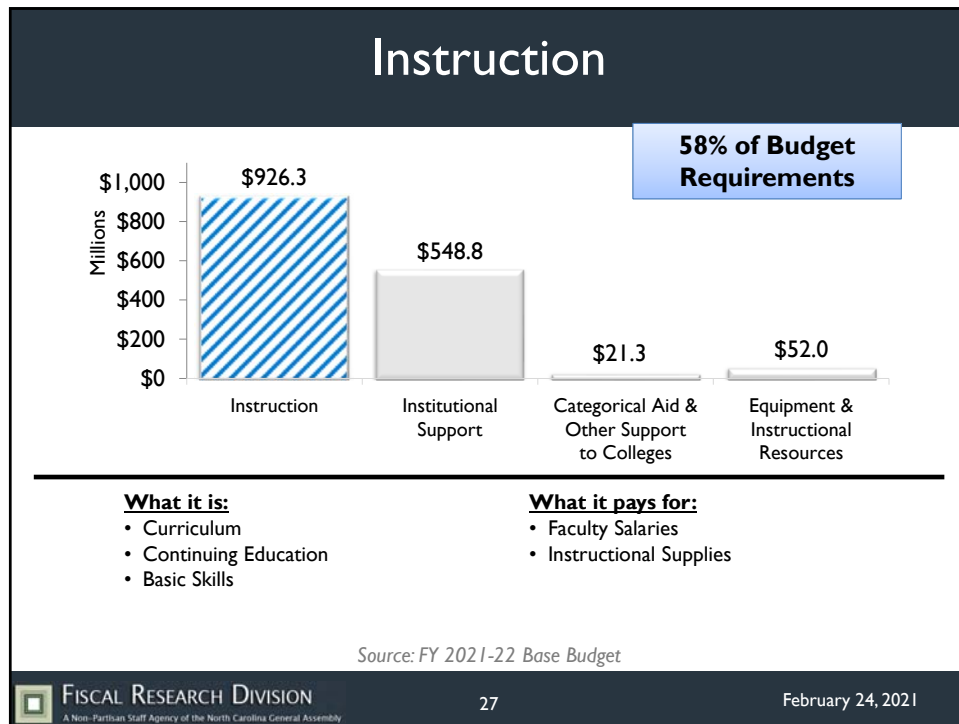 Instruction
58% of Budget
Requirements
Millions
$1,000
$800
$600
$400
$200
$0
$926.3
$548.8
$21.3
$52.0
Instruction
Institutional
Support
Categorical Aid &
Other Support
to Colleges
Equipment &
Instructional
Resources
What it is:
• Curriculum
• Continuing Education
• Basic Skills
What it pays for:
• Faculty Salaries
• Instructional Supplies
Source: FY 2021-22 Base Budget
FISCAL RESEARCH DIVISION
A Non-Partisan Staff Agency of the North Carolina General Assembly
27
February 24, 2021